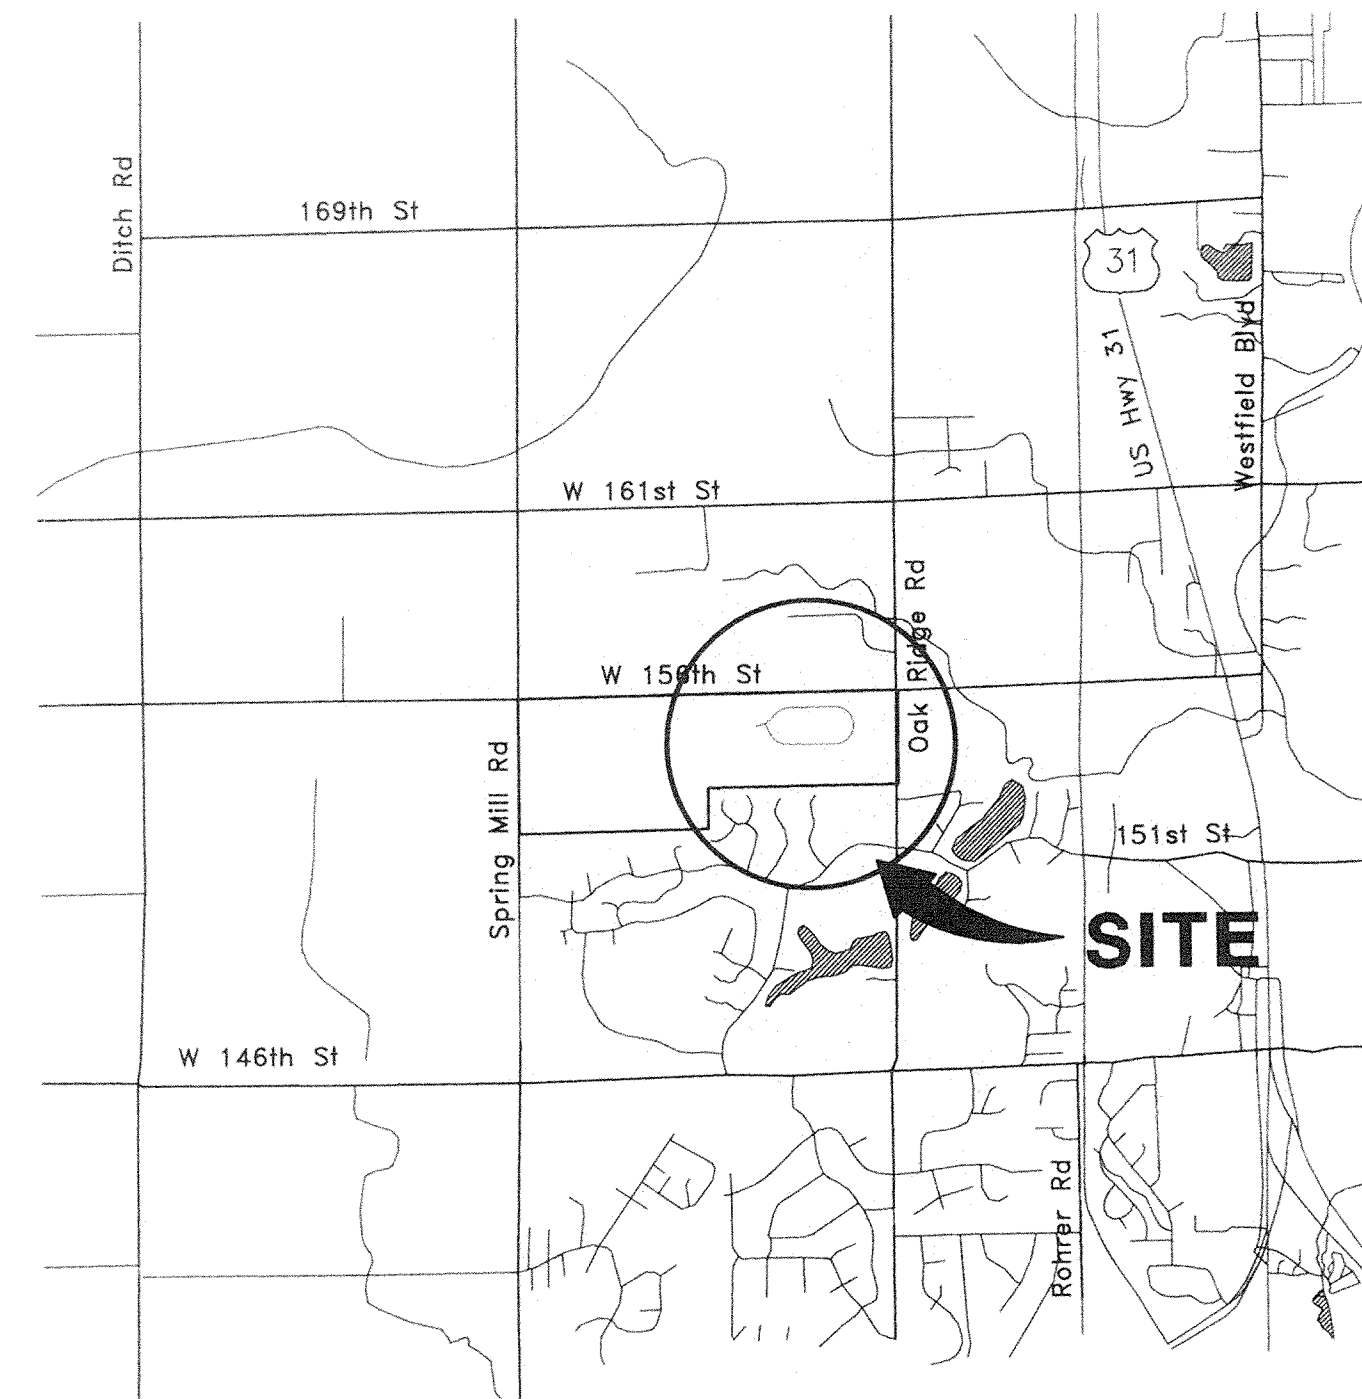 Ditch Rd
169th St
31
US Hwy 31
Westfield Blvd
W 161st St
Oak Ridge Rd
W 156th St
Spring Mill Rd
151st St
SITE
W 146th St
Rohrer Rd